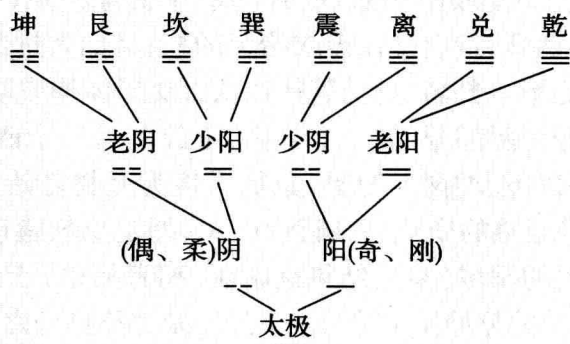 坤 艮 坎 巽 震 离 兑 乾
老阴 少阳 少阴 老阳
(偶、柔)阴 阳(奇、刚)
太极